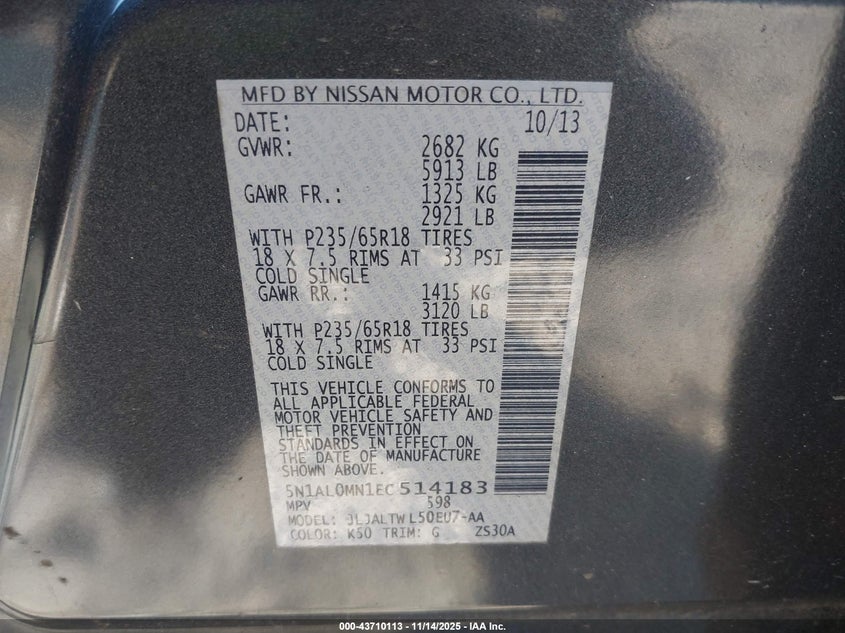 MFD BY NISSAN MOTOR CO., LTD.
DATE: 10/13
GVWR: 2682 KG
5913 LB
GAWR FR.: 1325 KG
2921 LB
WITH P235/65R18 TIRES
18 X 7.5 RIMS AT 33 PSI
COLD SINGLE
GAWR RR.: 1415 KG
3120 LB
WITH P235/65R18 TIRES
18 X 7.5 RIMS AT 33 PSI
COLD SINGLE
THIS VEHICLE CONFORMS TO
ALL APPLICABLE FEDERAL
MOTOR VEHICLE SAFETY AND
THEFT PREVENTION
STANDARDS IN EFFECT ON
THE DATE OF MANUFACTURE
SHOWN ABOVE.
5N1AL0MN1EC514183
MPV 598
MODEL: JLJALTWL50EU7-AA
COLOR: K50 TRIM: G ZS30A
000-43710113 - 11/14/2025 - IAA Inc.